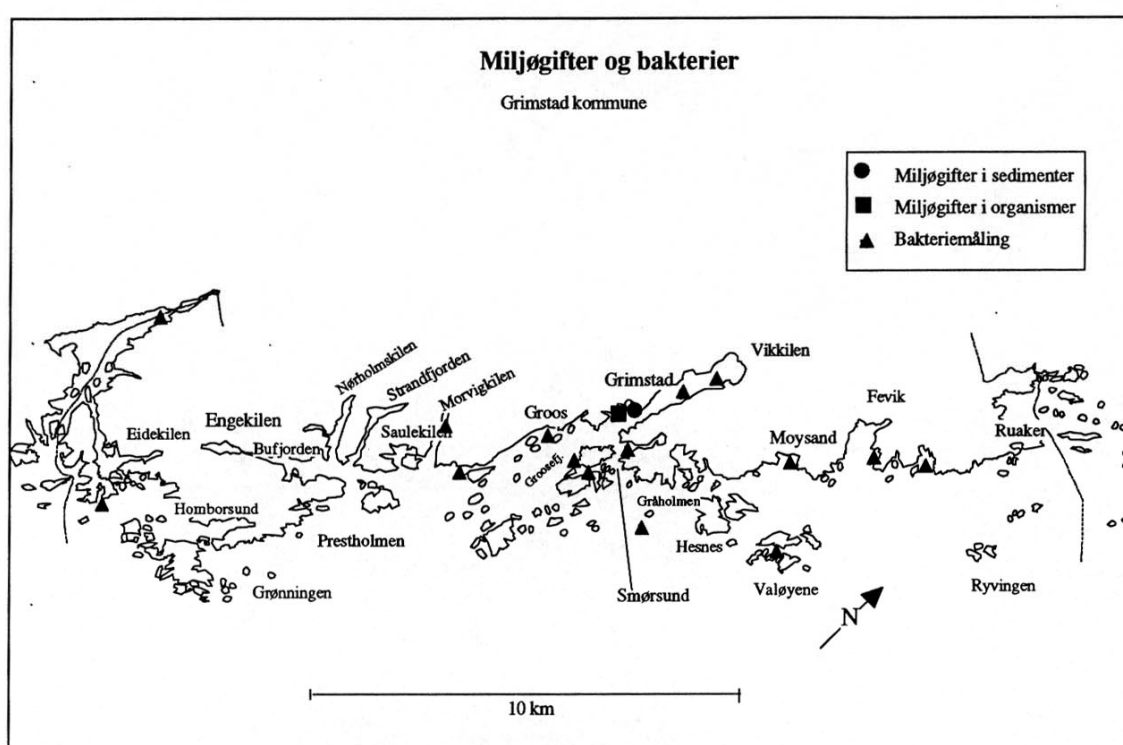 Miljøgifter og bakterier
Grimstad kommune
Miljøgifter i sedimenter
Miljøgifter i organismer
Bakteriemåling
Vikkilen
Nørholmskilen
Strandfjorden
Morvigkilen
Grimstad
Fevik
Engekilen
Groos
Eidekilen
Bufjorden
Saulekilen
Moysand
Ruaker
Groosefj.
Homborsund
Gråholmen
Prestholmen
Hesnes
Grønningen
Smørsund
Valøyene
Ryvingen
N
10 km